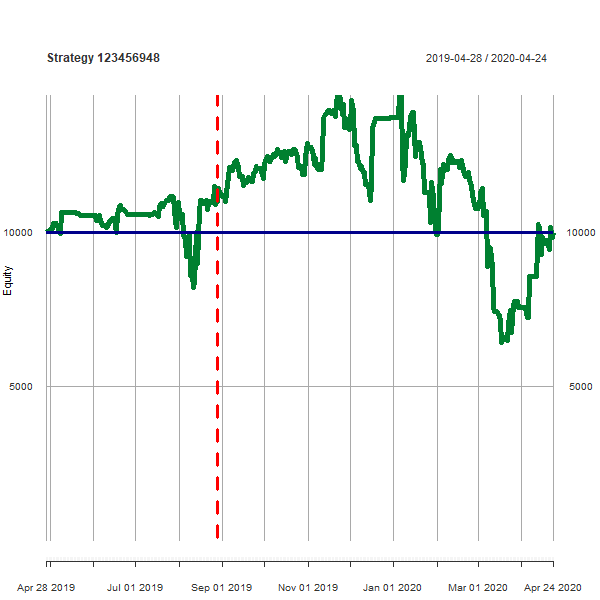 Strategy 123456948
2019-04-28 / 2020-04-24
10000
10000
Equity
5000
5000
Apr 28 2019
Jul 01 2019
Sep 01 2019
Nov 01 2019
Jan 01 2020
Mar 01 2020
Apr 24 2020